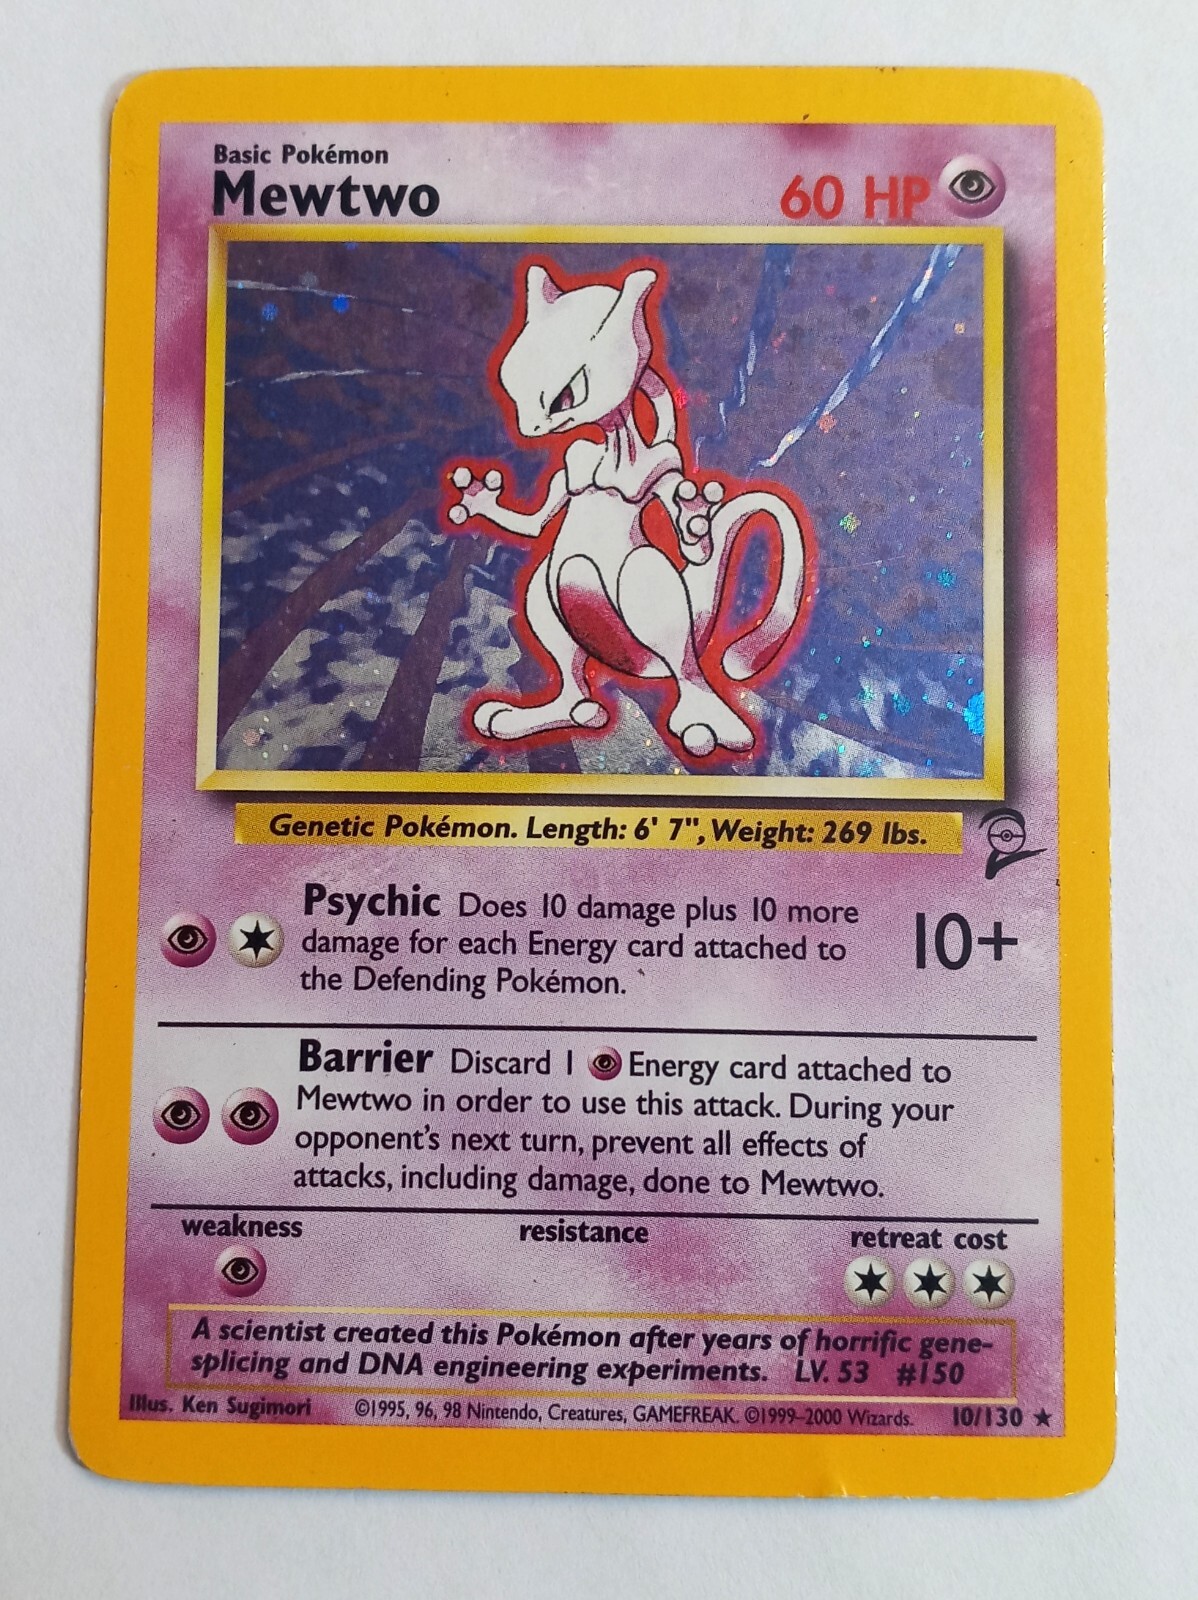 Basic Pokémon
Mewtwo
60 HP
Genetic Pokémon. Length: 6' 7", Weight: 269 lbs.
Psychic Does 10 damage plus 10 more
damage for each Energy card attached to
the Defending Pokémon.
10+
Barrier Discard 1 Energy card attached to
Mewtwo in order to use this attack. During your
opponent's next turn, prevent all effects of
attacks, including damage, done to Mewtwo.
weakness
resistance
retreat cost
A scientist created this Pokémon after years of horrific gene-
splicing and DNA engineering experiments. LV. 53 #150
Illus. Ken Sugimori ©1995, 96, 98 Nintendo, Creatures, GAMEFREAK. ©1999–2000 Wizards. 10/130 ★